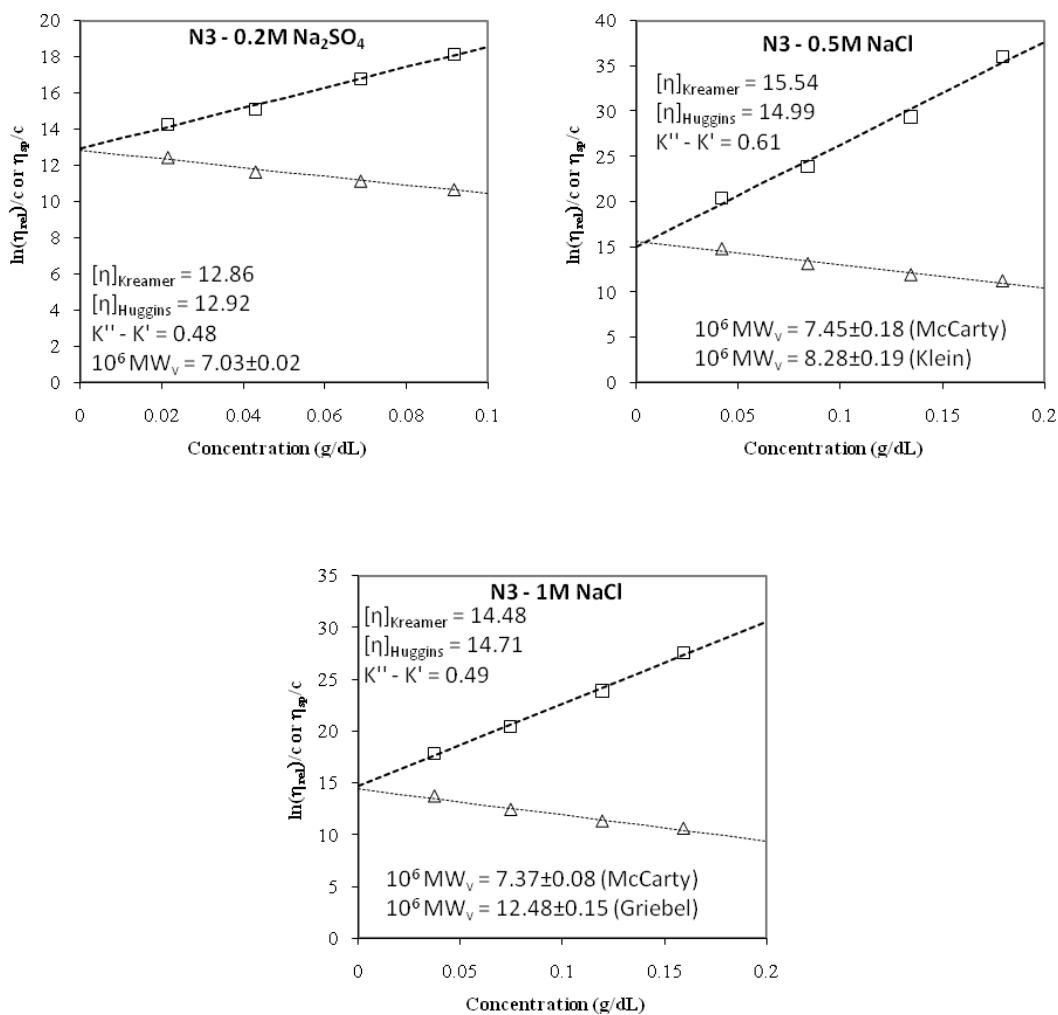 N3 - 0.2M Na₂SO₄
20
18
16
14
12
10
8
6
4
2
0
ln(η_rel)/c or η_sp/c
[η]Kreamer = 12.86
[η]Huggins = 12.92
K'' - K' = 0.48
10⁶ MWᵥ = 7.03±0.02
0 0.02 0.04 0.06 0.08 0.1
Concentration (g/dL)
N3 - 0.5M NaCl
40
35
30
25
20
15
10
5
0
ln(η_rel)/c or η_sp/c
[η]Kreamer = 15.54
[η]Huggins = 14.99
K'' - K' = 0.61
10⁶ MWᵥ = 7.45±0.18 (McCarty)
10⁶ MWᵥ = 8.28±0.19 (Klein)
0 0.05 0.1 0.15 0.2
Concentration (g/dL)
N3 - 1M NaCl
35
30
25
20
15
10
5
0
ln(η_rel)/c or η_sp/c
[η]Kreamer = 14.48
[η]Huggins = 14.71
K'' - K' = 0.49
10⁶ MWᵥ = 7.37±0.08 (McCarty)
10⁶ MWᵥ = 12.48±0.15 (Griebel)
0 0.05 0.1 0.15 0.2
Concentration (g/dL)